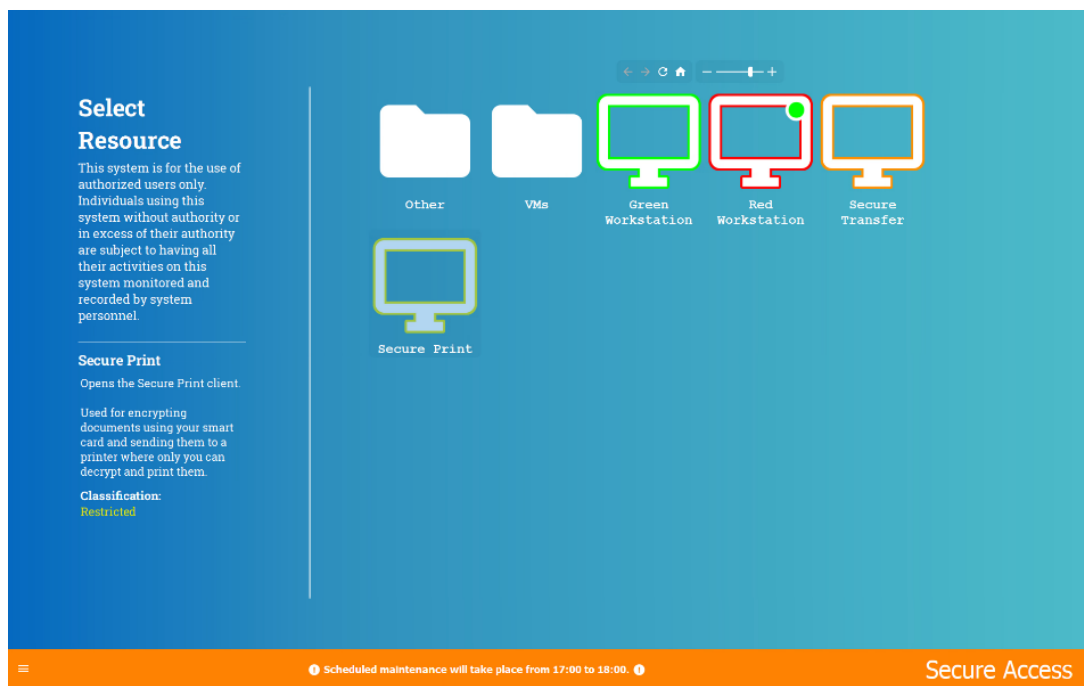 Select
Resource
This system is for the use of
authorized users only.
Individuals using this
system without authority or
in excess of their authority
are subject to having all
their activities on this
system monitored and
recorded by system
personnel.
Secure Print
Opens the Secure Print client.
Used for encrypting
documents using your smart
card and sending them to a
printer where only you can
decrypt and print them.
Classification:
Restricted
Other
VMs
Green
Workstation
Red
Workstation
Secure
Transfer
Secure Print
Scheduled maintenance will take place from 17:00 to 18:00.
Secure Access